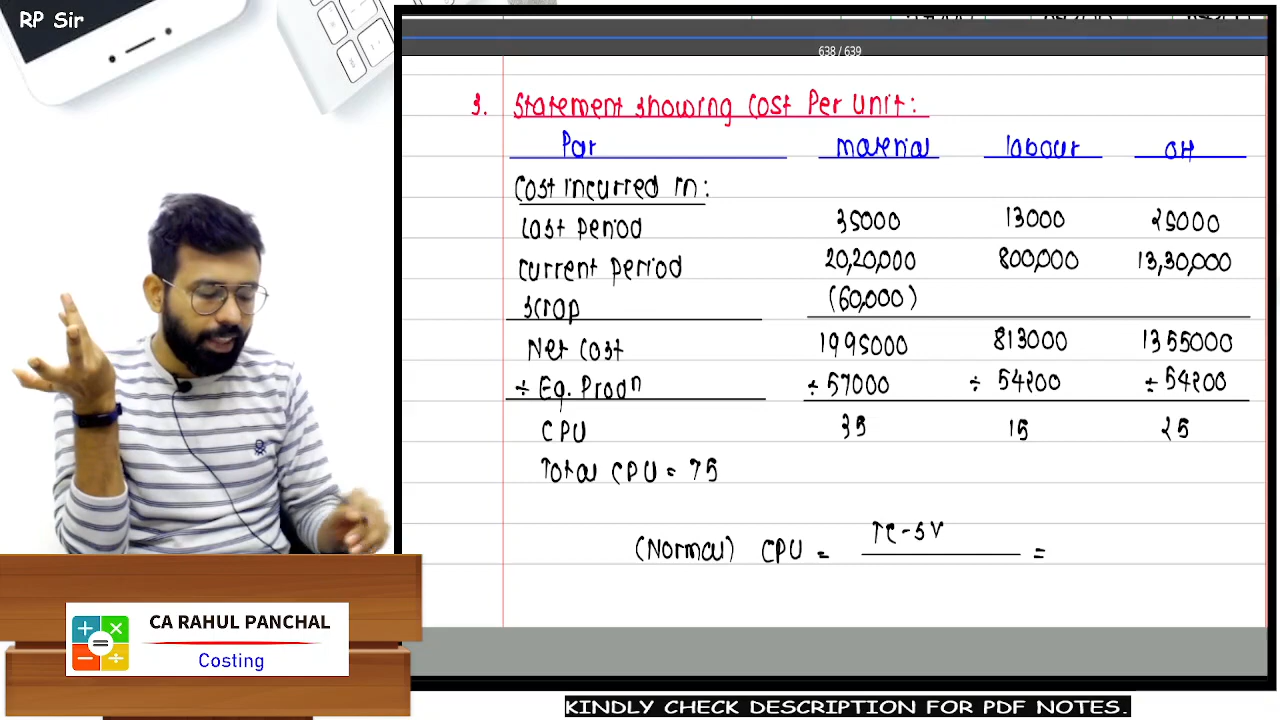 RP Sir
638 / 639
3. Statement showing Cost Per Unit:
Par material labour OH
Cost incurred in:
Last Period 35000 13000 25000
Current Period 20,20,000 800,000 13,30,000
Scrap (60,000)
Net Cost 1995000 813000 1355000
÷ Eq. Prodn ÷ 57000 ÷ 54200 ÷ 54200
CPU 35 15 25
Total CPU = 75
(Normal) CPU = TC - SV =
CA RAHUL PANCHAL
Costing
KINDLY CHECK DESCRIPTION FOR PDF NOTES.